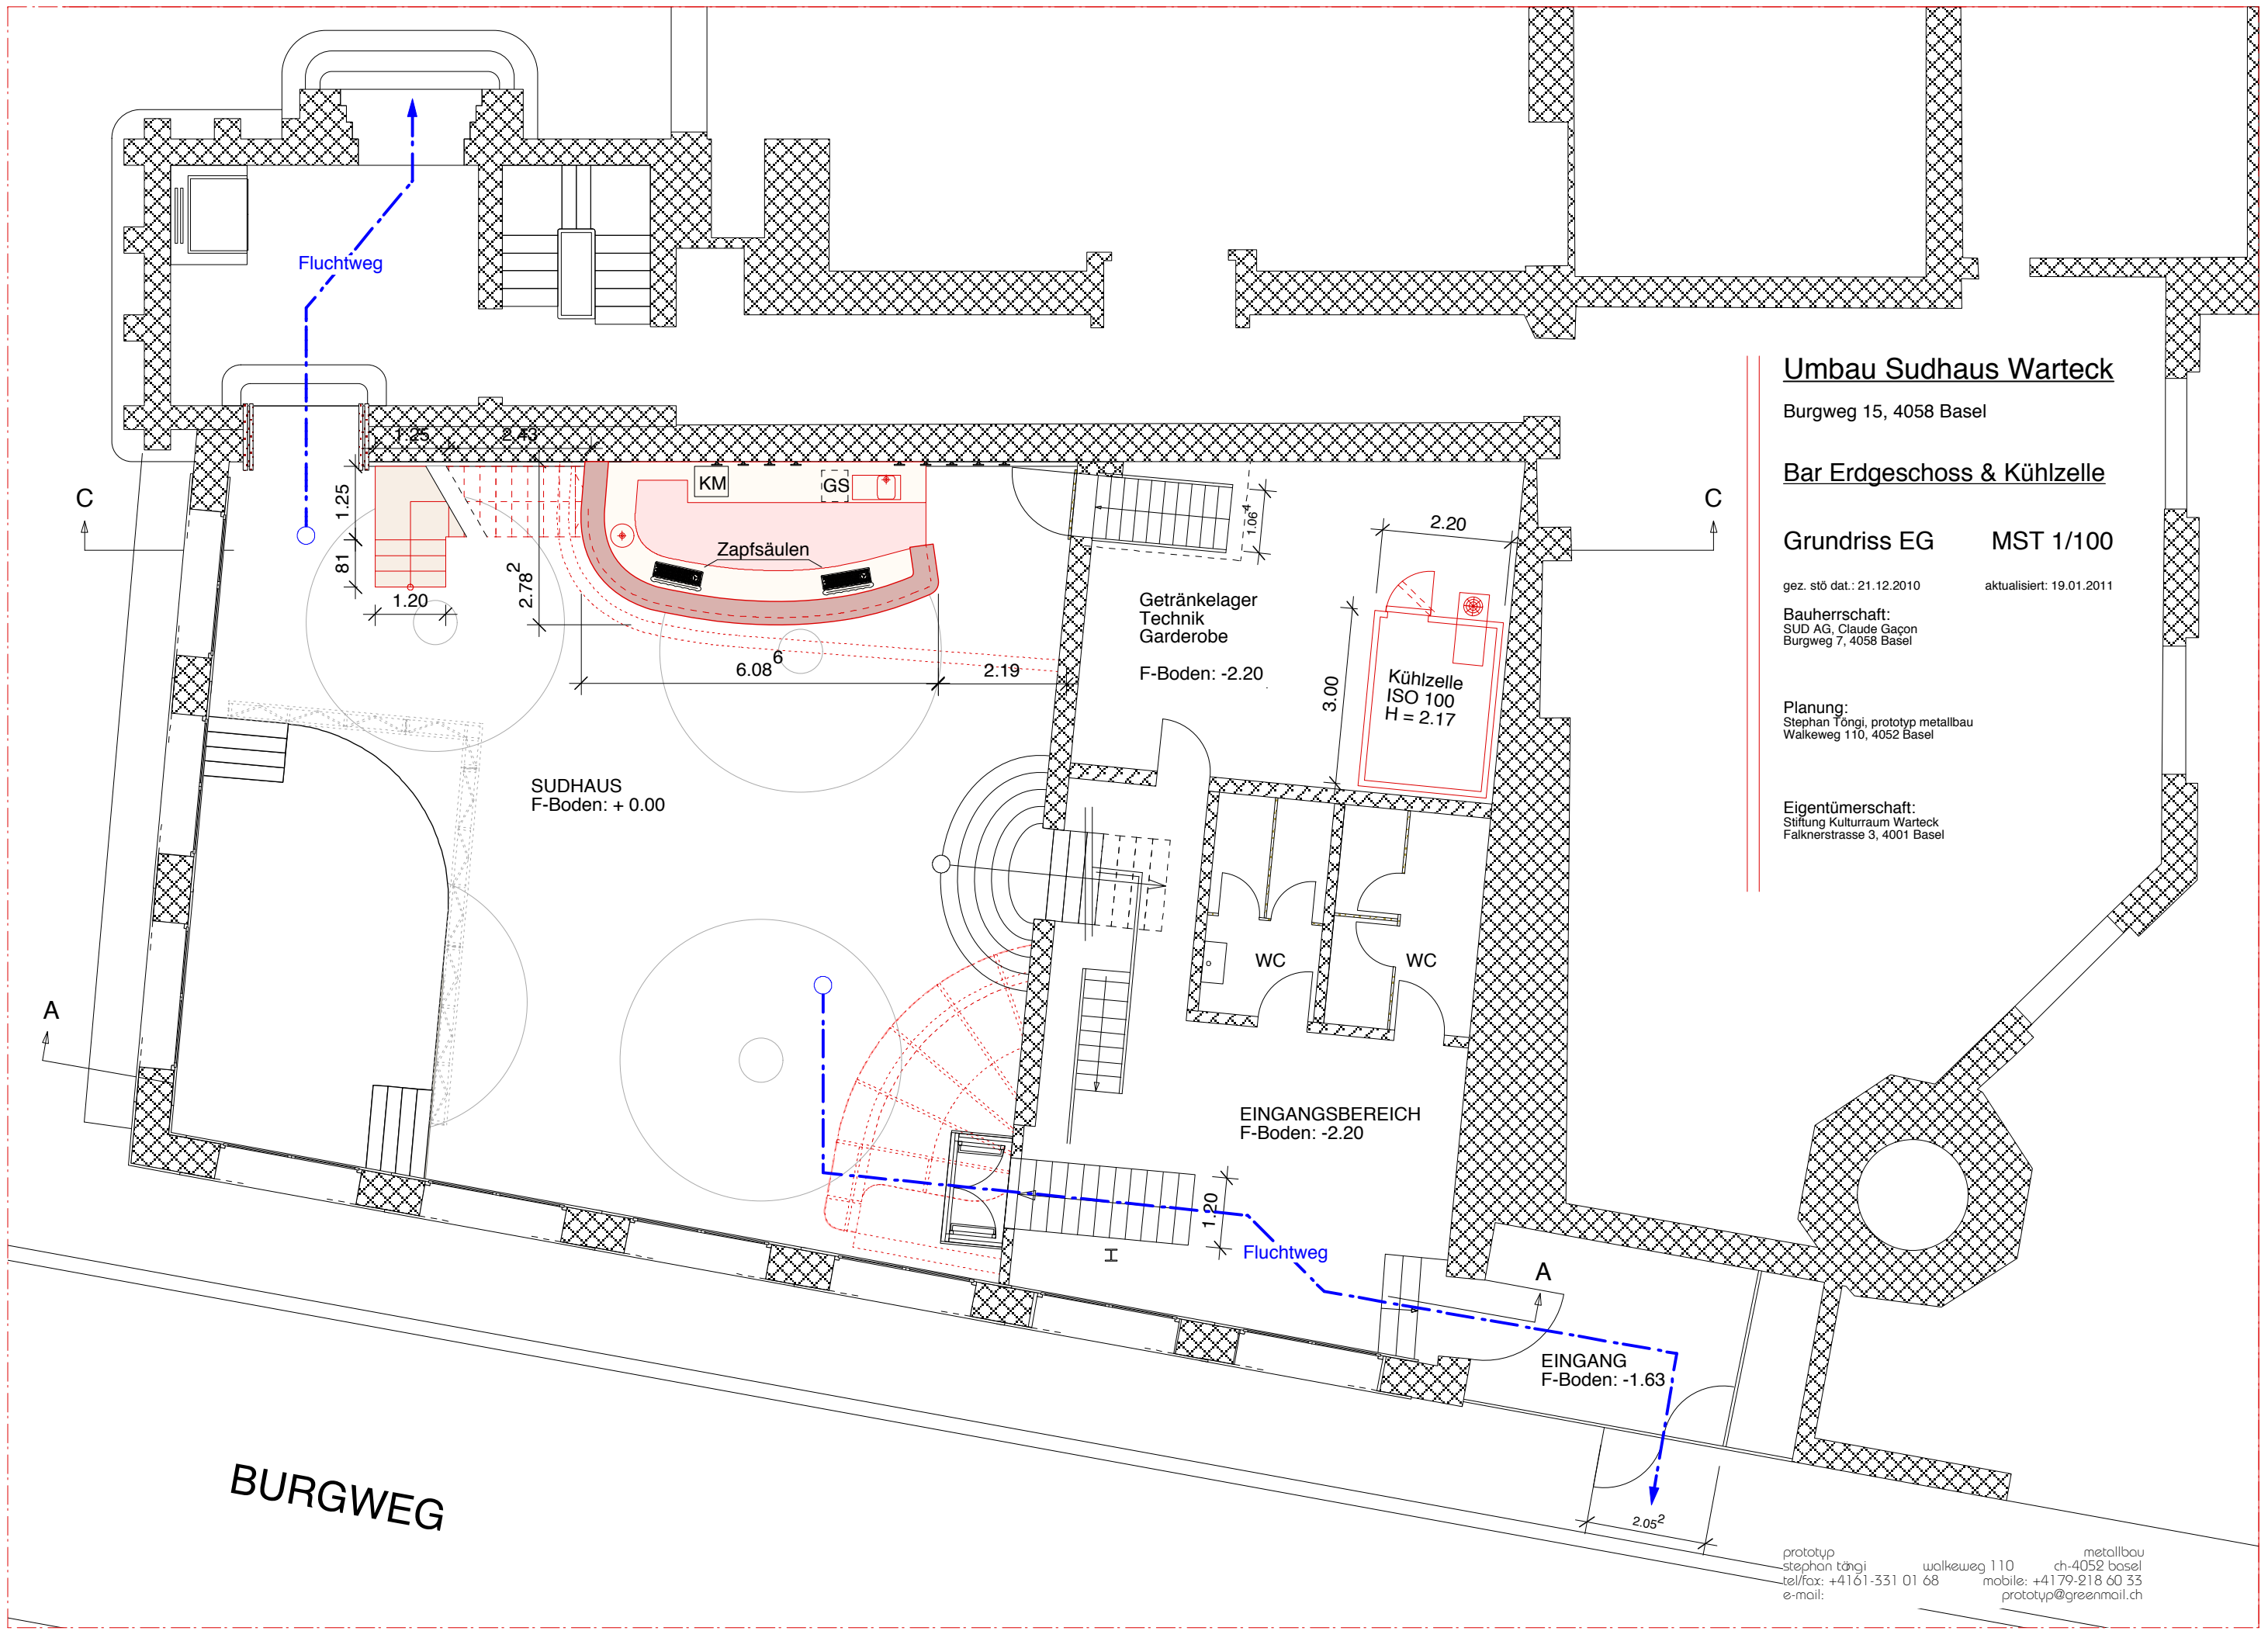 Fluchtweg
Umbau Sudhaus Warteck
Burgweg 15, 4058 Basel
Bar Erdgeschoss & Kühlzelle
Grundriss EG MST 1/100
gez. stö dat.: 21.12.2010 aktualisiert: 19.01.2011
Bauherrschaft:
SUD AG, Claude Gaçon
Burgweg 7, 4058 Basel
Planung:
Stephan Töngi, prototyp metallbau
Walkeweg 110, 4052 Basel
Eigentümerschaft:
Stiftung Kulturraum Warteck
Falknerstrasse 3, 4001 Basel
1.25
2.43
C
C
1.25
81
1.20
2.78²
KM
GS
Zapfsäulen
6.08⁶
2.19
1.06⁴
2.20
3.00
Getränkelager
Technik
Garderobe
F-Boden: -2.20
Kühlzelle
ISO 100
H = 2.17
SUDHAUS
F-Boden: + 0.00
WC
WC
A
EINGANGSBEREICH
F-Boden: -2.20
1.20
Fluchtweg
A
EINGANG
F-Boden: -1.63
BURGWEG
2.05²
prototyp metallbau
stephan töngi walkeweg 110 ch-4052 basel
tel/fax: +4161-331 01 68 mobile: +4179-218 60 33
e-mail: prototyp@greenmail.ch